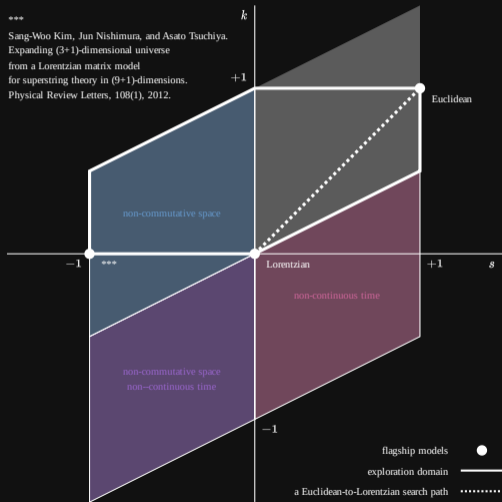 ***
Sang-Woo Kim, Jun Nishimura, and Asato Tsuchiya.
Expanding (3+1)-dimensional universe
from a Lorentzian matrix model
for superstring theory in (9+1)-dimensions.
Physical Review Letters, 108(1), 2012.
k
+1
Euclidean
non-commutative space
−1
***
Lorentzian
+1
s
non-continuous time
non-commutative space
non−continuous time
−1
flagship models
exploration domain
a Euclidean-to-Lorentzian search path